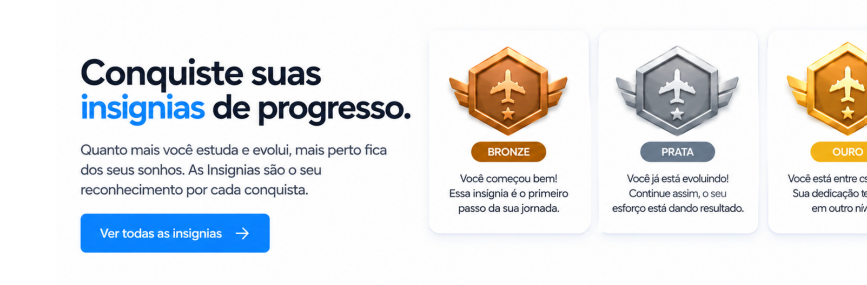 Conquiste suas
insignias de progresso.
Quanto mais você estuda e evolui, mais perto fica
dos seus sonhos. As Insignias são o seu
reconhecimento por cada conquista.
Ver todas as insignias
BRONZE
Você começou bem!
Essa insígnia é o primeiro
passo da sua jornada.
PRATA
Você já está evoluindo!
Continue assim, o seu
esforço está dando resultado.
OURO
Você está entre
Sua dedicação
em outro